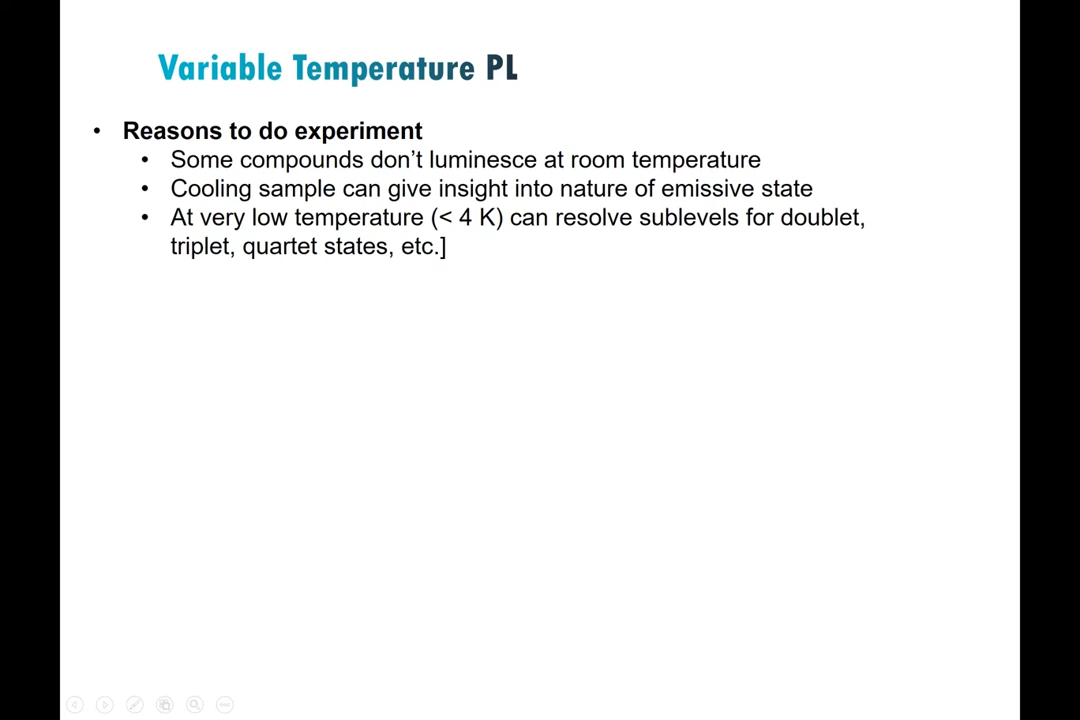 Variable Temperature PL
• Reasons to do experiment
• Some compounds don’t luminesce at room temperature
• Cooling sample can give insight into nature of emissive state
• At very low temperature (< 4 K) can resolve sublevels for doublet,
triplet, quartet states, etc.]